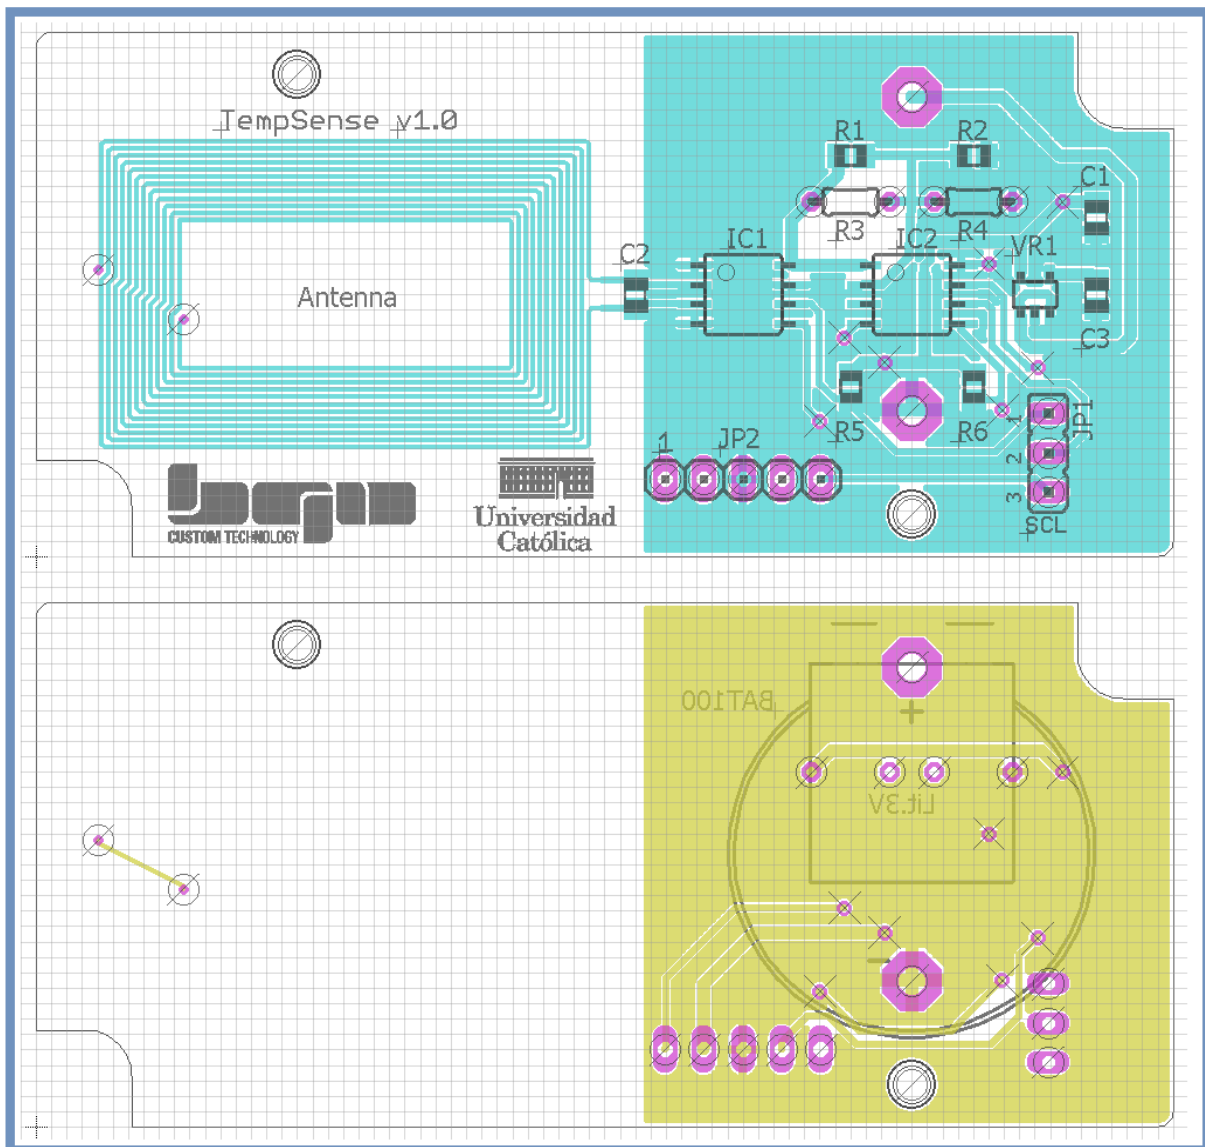 TempSense v1.0
R1
R2
C1
R3
R4
IC1
IC2
VR1
C2
Antenna
C3
R5
R6
JP1
1
2
3
SCL
1
JP2
CUSTOM TECHNOLOGY
Universidad
Católica
BAT100
+
Lit.3V
-